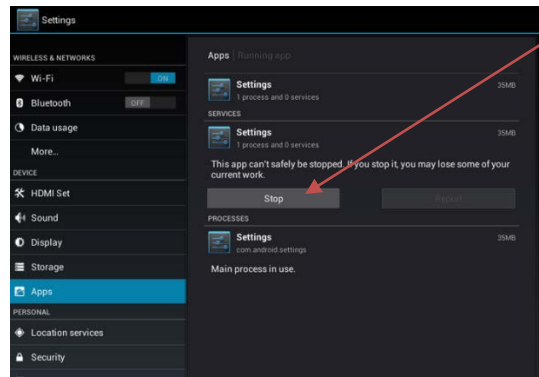 Settings
WIRELESS & NETWORKS
Wi-Fi ON
Bluetooth OFF
Data usage
More...
DEVICE
HDMI Set
Sound
Display
Storage
Apps
PERSONAL
Location services
Security
Apps Running app
Settings 35MB
1 process and 0 services
SERVICES
Settings 35MB
1 process and 0 services
This app can't safely be stopped. If you stop it, you may lose some of your
current work.
Stop Report
PROCESSES
Settings 35MB
com.android.settings
Main process in use.